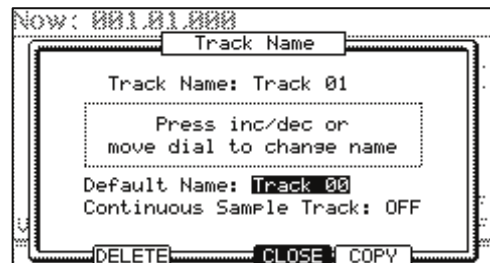 Now: 001.01.000
Track Name
Track Name: Track 01
Press inc/dec or
move dial to change name
Default Name: Track 00
Continuous Sample Track: OFF
DELETE CLOSE COPY